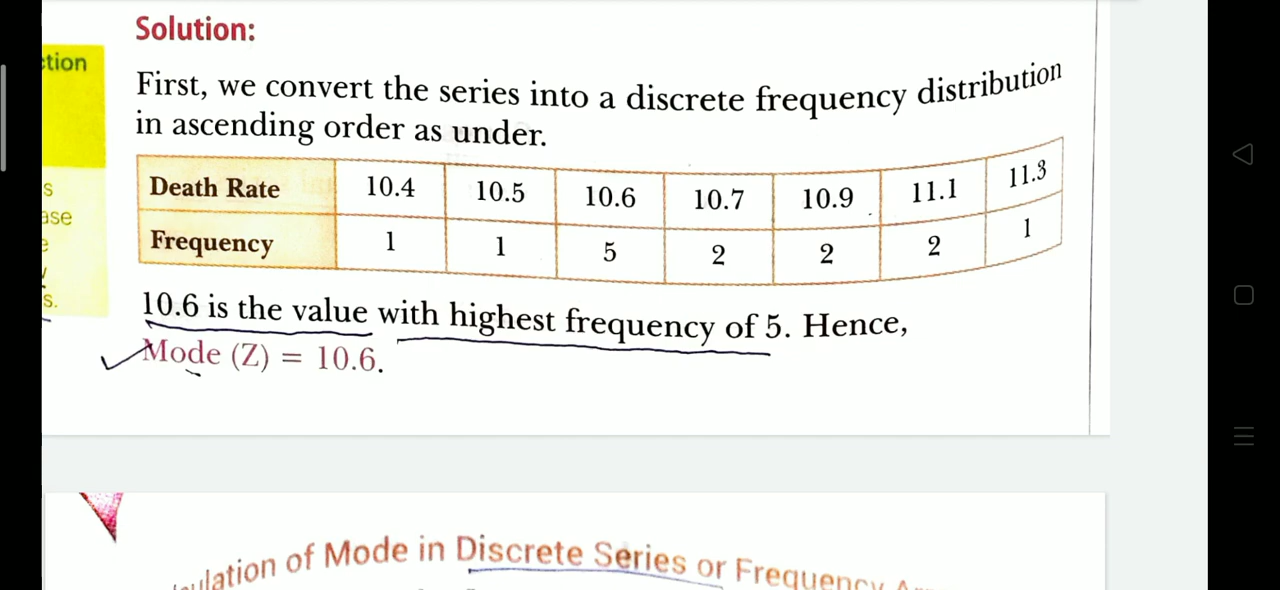 Solution:
ction
First, we convert the series into a discrete frequency distribution
in ascending order as under.
Death Rate 10.4 10.5 10.6 10.7 10.9 11.1 11.3
Frequency 1 1 5 2 2 2 1
s
ase
e
s.
10.6 is the value with highest frequency of 5. Hence,
Mode (Z) = 10.6.
ulation of Mode in Discrete Series or Frequency